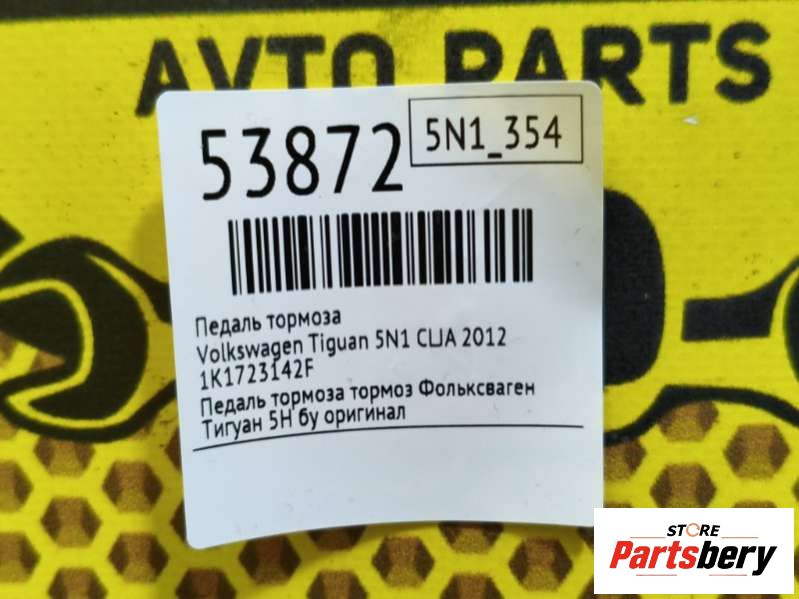 AVTO PARTS
53872
5N1_354
Педаль тормоза
Volkswagen Tiguan 5N1 CLJA 2012
1K1723142F
Педаль тормоза тормоз Фольксваген
Тигуан 5Н бу оригинал
STORE
Partsbery